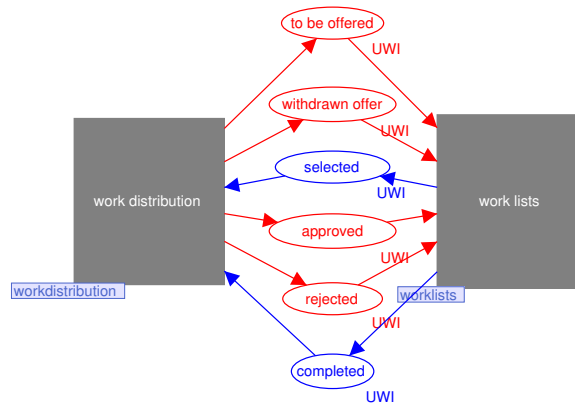 to be offered
UWI
withdrawn offer
UWI
selected
UWI
work distribution
work lists
approved
UWI
workdistribution
rejected
worklists
UWI
completed
UWI